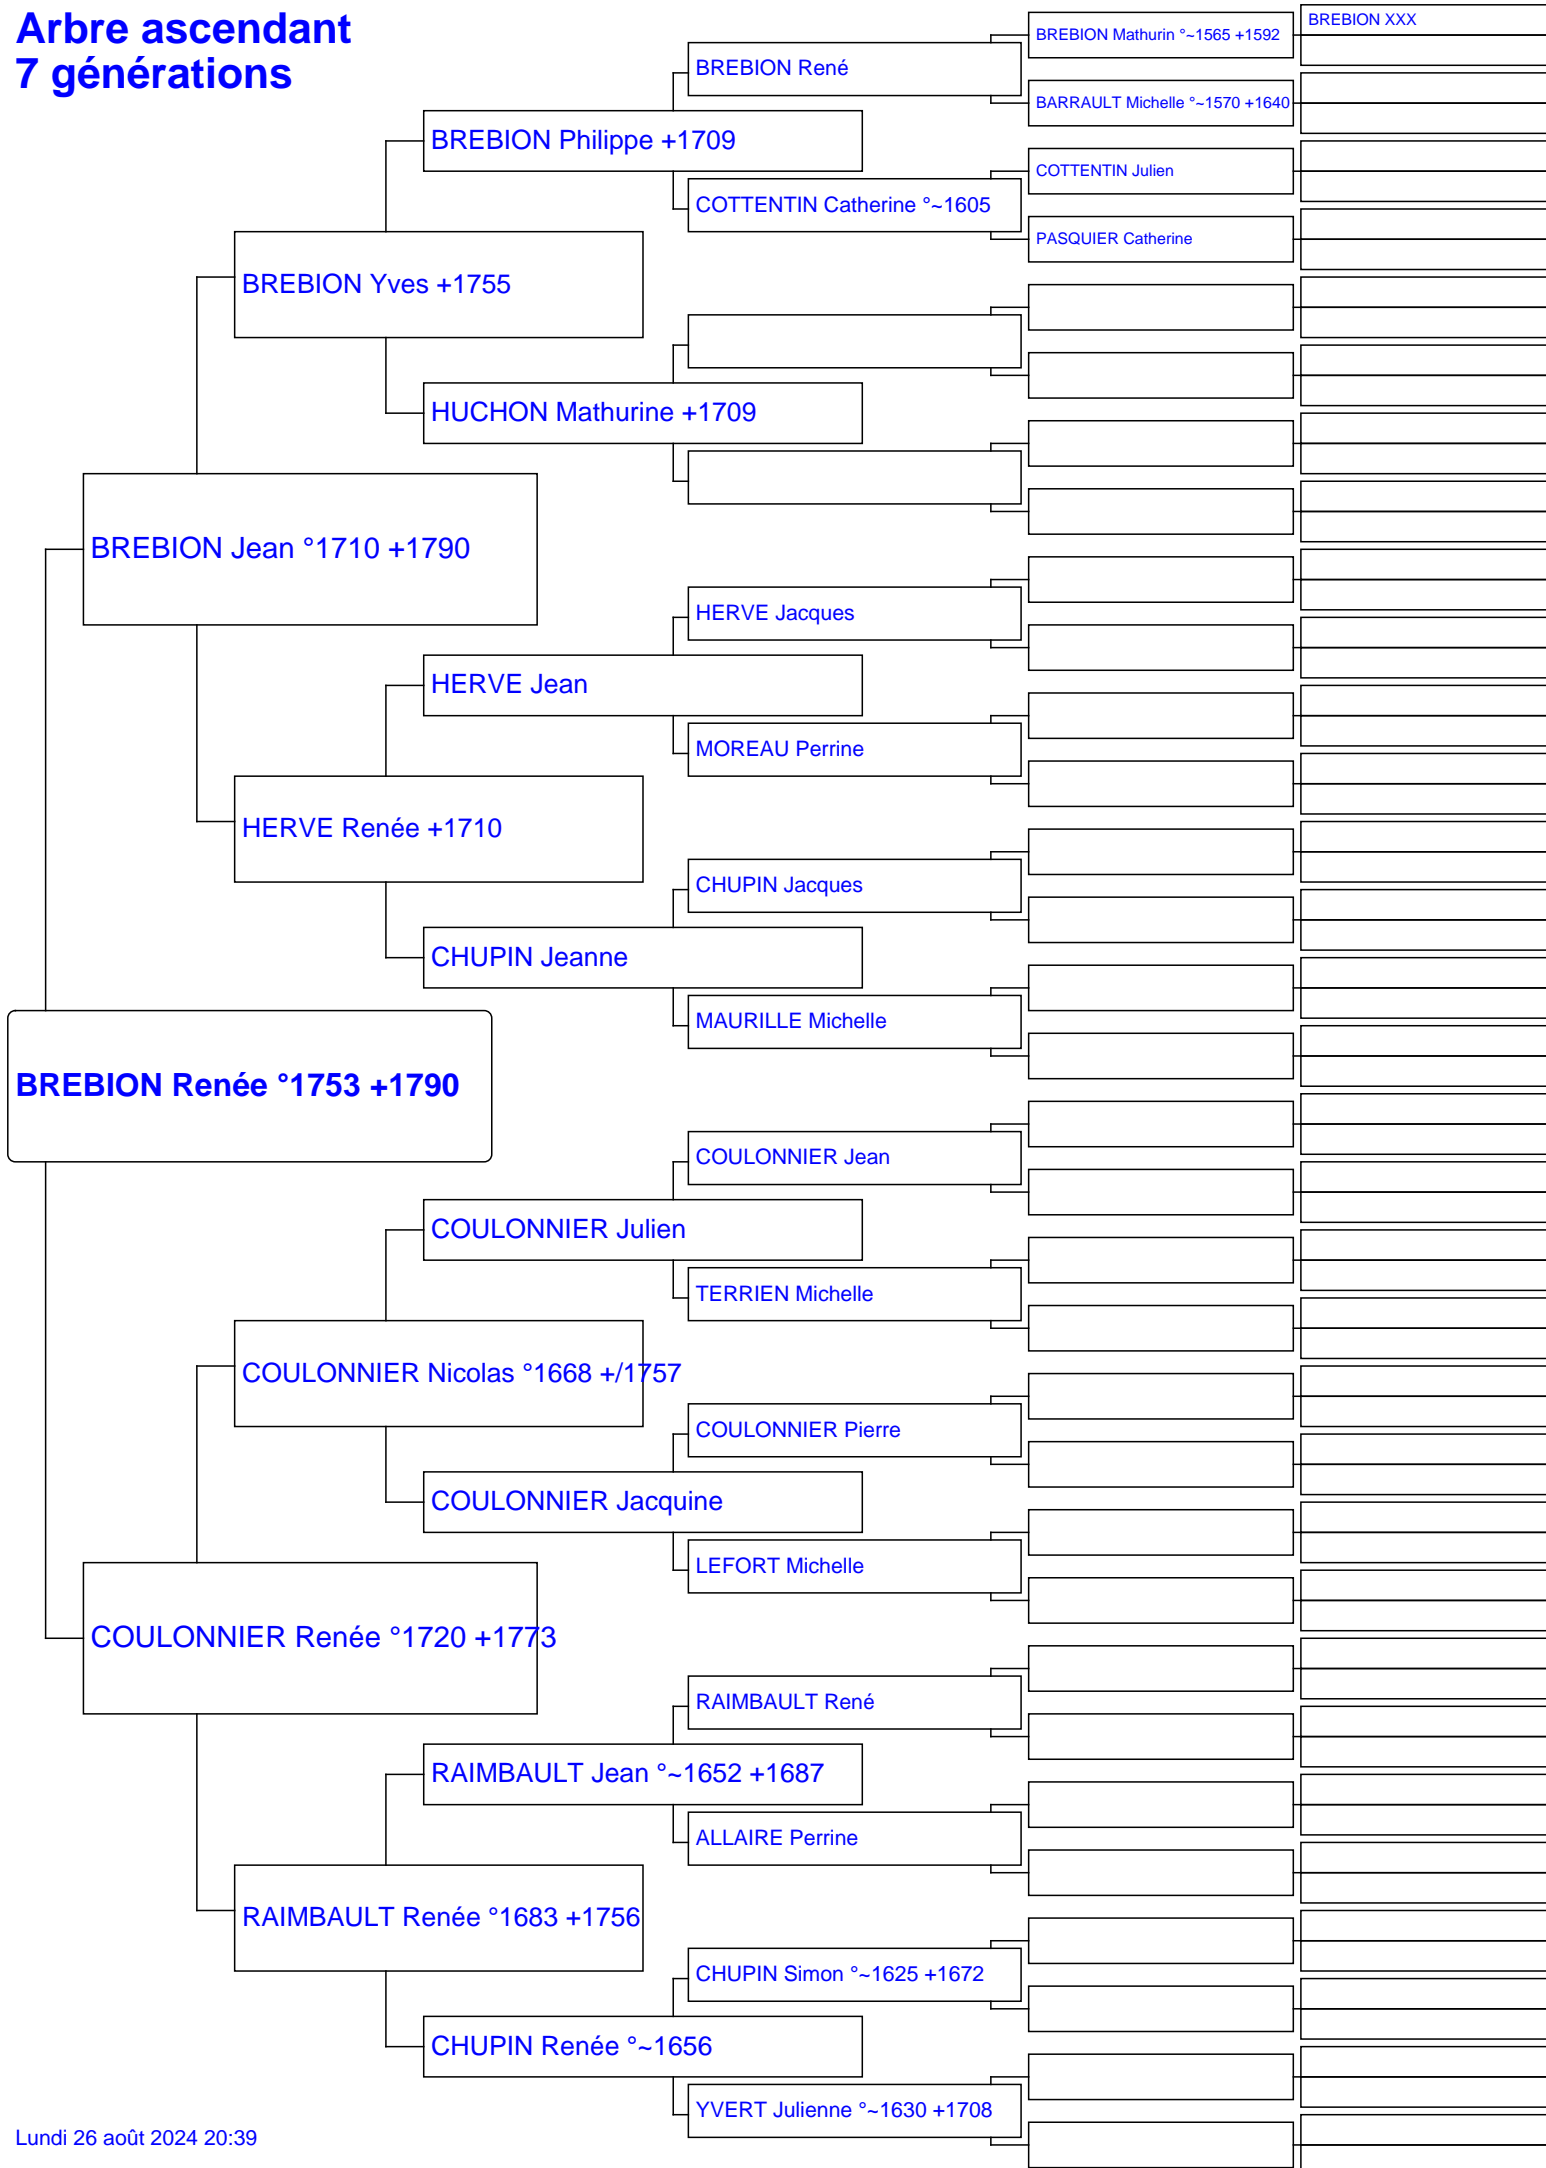 Arbre ascendant
7 générations
BREBION XXX
BREBION Mathurin °~1565 +1592
BREBION René
BARRAULT Michelle °~1570 +1640
BREBION Philippe +1709
COTTENTIN Julien
COTTENTIN Catherine °~1605
PASQUIER Catherine
BREBION Yves +1755
HUCHON Mathurine +1709
BREBION Jean °1710 +1790
HERVE Jacques
HERVE Jean
MOREAU Perrine
HERVE Renée +1710
CHUPIN Jacques
CHUPIN Jeanne
MAURILLE Michelle
BREBION Renée °1753 +1790
COULONNIER Jean
COULONNIER Julien
TERRIEN Michelle
COULONNIER Nicolas °1668 +/1757
COULONNIER Pierre
COULONNIER Jacquine
LEFORT Michelle
COULONNIER Renée °1720 +1773
RAIMBAULT René
RAIMBAULT Jean °~1652 +1687
ALLAIRE Perrine
RAIMBAULT Renée °1683 +1756
CHUPIN Simon °~1625 +1672
CHUPIN Renée °~1656
YVERT Julienne °~1630 +1708
Lundi 26 août 2024 20:39